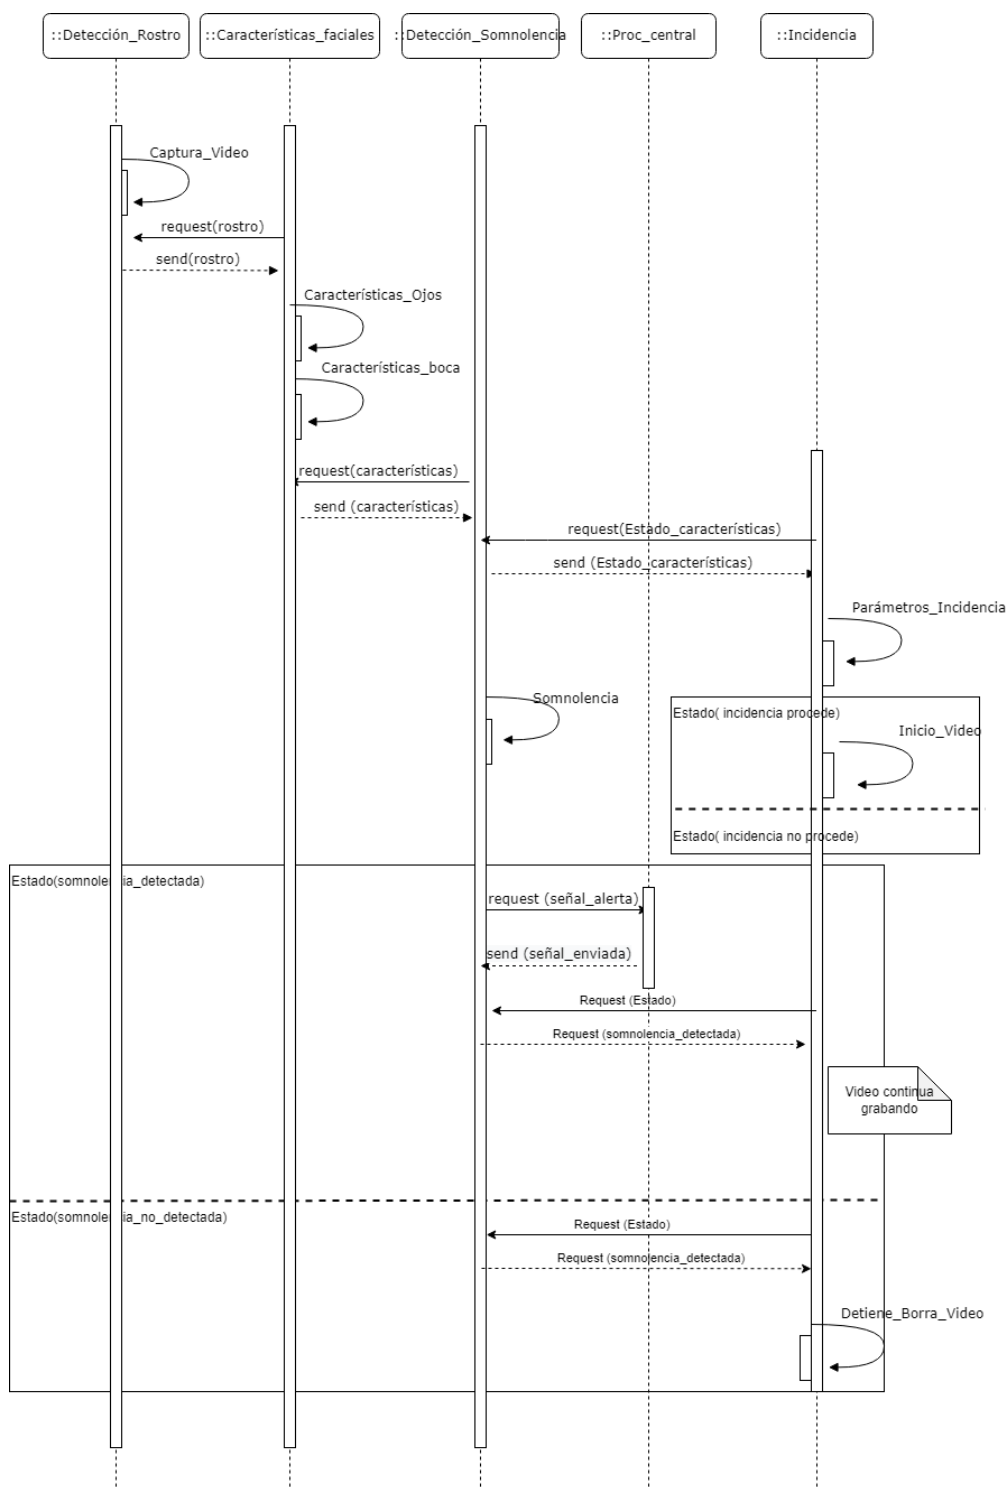 ::Detección_Rostro
::Características_faciales
::Detección_Somnolencia
::Proc_central
::Incidencia
Captura_Video
request(rostro)
send(rostro)
Características_Ojos
Características_boca
request(características)
send (características)
request(Estado_características)
send (Estado_características)
Parámetros_Incidencia
Somnolencia
Estado( incidencia procede)
Inicio_Video
Estado( incidencia no procede)
Estado(somnolencia_detectada)
request (señal_alerta)
send (señal_enviada)
Request (Estado)
Request (somnolencia_detectada)
Video continua
grabando
Estado(somnolencia_no_detectada)
Request (Estado)
Request (somnolencia_detectada)
Detiene_Borra_Video